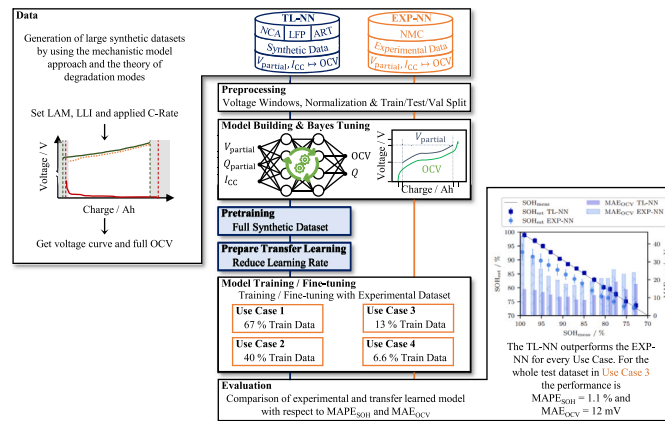 Data
Generation of large synthetic datasets
by using the mechanistic model
approach and the theory of
degradation modes
Set LAM, LLI and applied C-Rate
Voltage / V
Charge / Ah
Get voltage curve and full OCV
TL-NN
NCA LFP ART
Synthetic Data
V_partial, I_CC ↦ OCV
EXP-NN
NMC
Experimental Data
V_partial, I_CC ↦ OCV
Preprocessing
Voltage Windows, Normalization & Train/Test/Val Split
Model Building & Bayes Tuning
V_partial
Q_partial
I_CC
OCV
Q
Voltage / V
V_partial
OCV
Charge / Ah
Pretraining
Full Synthetic Dataset
Prepare Transfer Learning
Reduce Learning Rate
Model Training / Fine-tuning
Training / Fine-tuning with Experimental Dataset
Use Case 1
67 % Train Data
Use Case 3
13 % Train Data
Use Case 2
40 % Train Data
Use Case 4
6.6 % Train Data
Evaluation
Comparison of experimental and transfer learned model
with respect to MAPE_SOH and MAE_OCV
SOH_meas
MAE_OCV TL-NN
SOH_est TL-NN
MAE_OCV EXP-NN
SOH_est EXP-NN
100
95
90
85
80
75
70
SOH_est / %
40
30
20
10
0
100 95 90 85 80 75 70
SOH_meas / %
The TL-NN outperforms the EXP-
NN for every Use Case. For the
whole test dataset in Use Case 3
the performance is
MAPE_SOH = 1.1 % and
MAE_OCV = 12 mV